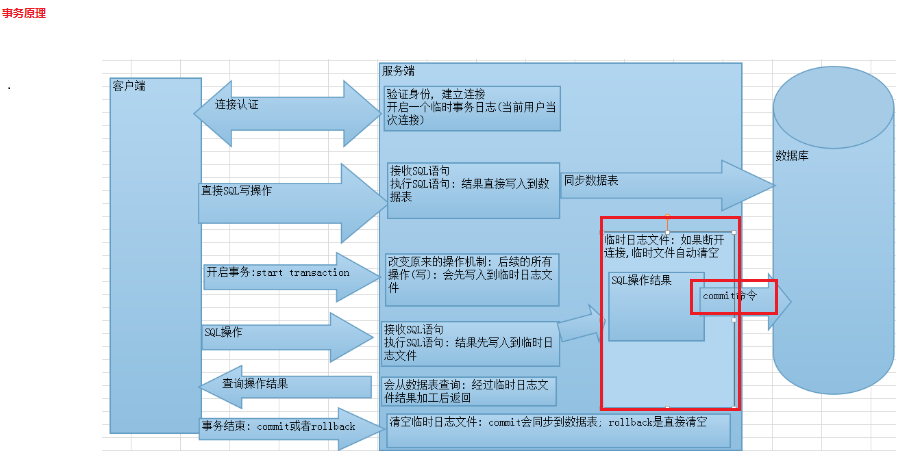 事务原理
客户端
服务端
连接认证
验证身份, 建立连接
开启一个临时事务日志(当前用户当
次连接)
数据库
直接SQL写操作
接收SQL语句
执行SQL语句: 结果直接写入到数
据表
同步数据表
临时日志文件: 如果断开
连接,临时文件自动清空
开启事务:start transaction
改变原来的操作机制: 后续的所有
操作(写): 会先写入到临时日志文
件
SQL操作结果
commit命令
SQL操作
接收SQL语句
执行SQL语句: 结果先写入到临时日
志文件
查询操作结果
会从数据表查询: 经过临时日志文
件结果加工后返回
事务结束: commit或者rollback
清空临时日志文件: commit会同步到数据表; rollback是直接清空